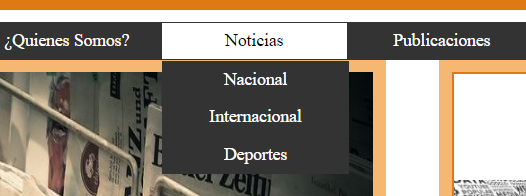 ¿Quienes Somos? Noticias Publicaciones
Nacional
Internacional
Deportes